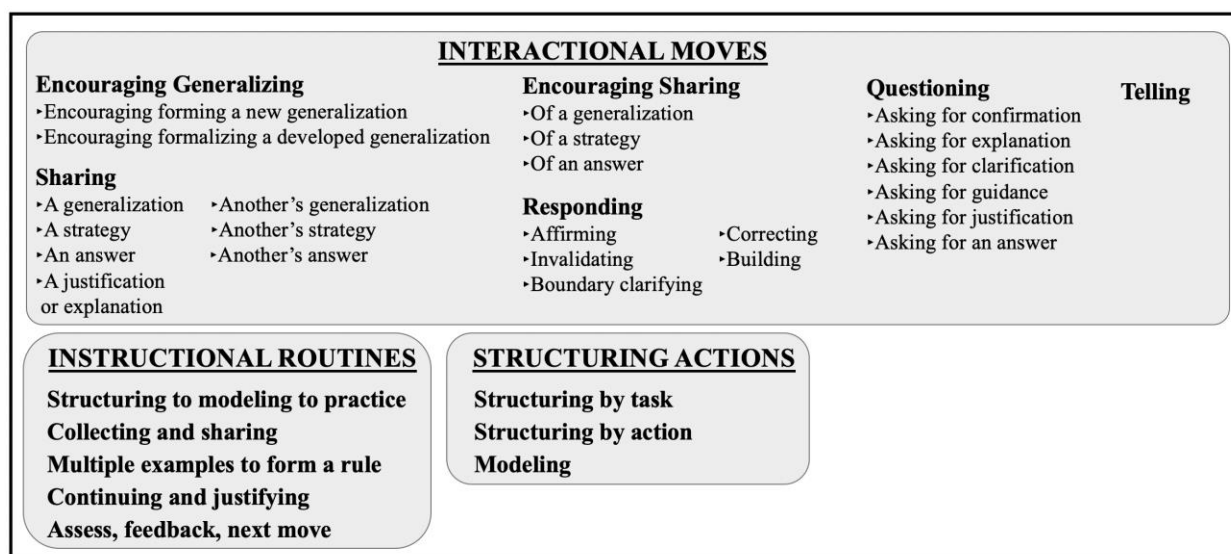 INTERACTIONAL MOVES
Encouraging Generalizing
‣Encouraging forming a new generalization
‣Encouraging formalizing a developed generalization
Sharing
‣A generalization
‣A strategy
‣An answer
‣A justification
or explanation
‣Another’s generalization
‣Another’s strategy
‣Another’s answer
Encouraging Sharing
‣Of a generalization
‣Of a strategy
‣Of an answer
Responding
‣Affirming
‣Invalidating
‣Boundary clarifying
‣Correcting
‣Building
Questioning
‣Asking for confirmation
‣Asking for explanation
‣Asking for clarification
‣Asking for guidance
‣Asking for justification
‣Asking for an answer
Telling
INSTRUCTIONAL ROUTINES
Structuring to modeling to practice
Collecting and sharing
Multiple examples to form a rule
Continuing and justifying
Assess, feedback, next move
STRUCTURING ACTIONS
Structuring by task
Structuring by action
Modeling